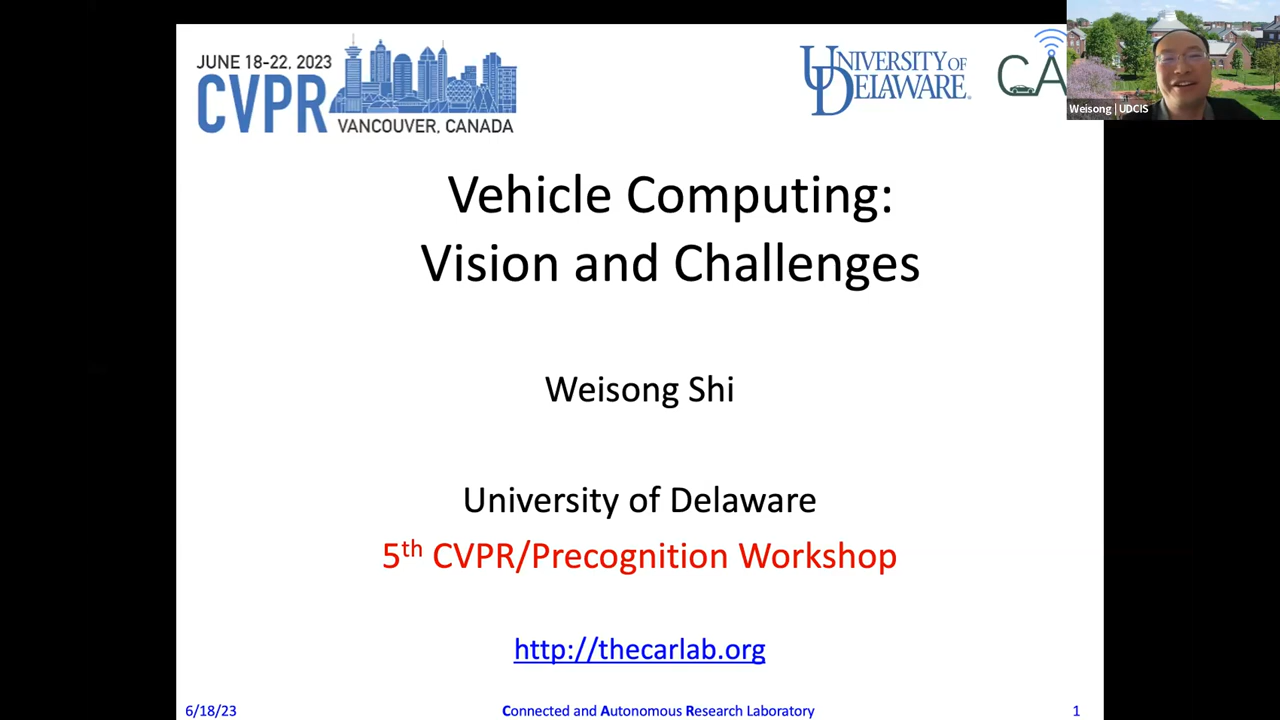 JUNE 18-22, 2023
CVPR
VANCOUVER, CANADA
UNIVERSITY OF
DELAWARE.
CA
Weisong | UDCIS
Vehicle Computing:
Vision and Challenges
Weisong Shi
University of Delaware
5th CVPR/Precognition Workshop
http://thecarlab.org
6/18/23
Connected and Autonomous Research Laboratory
1